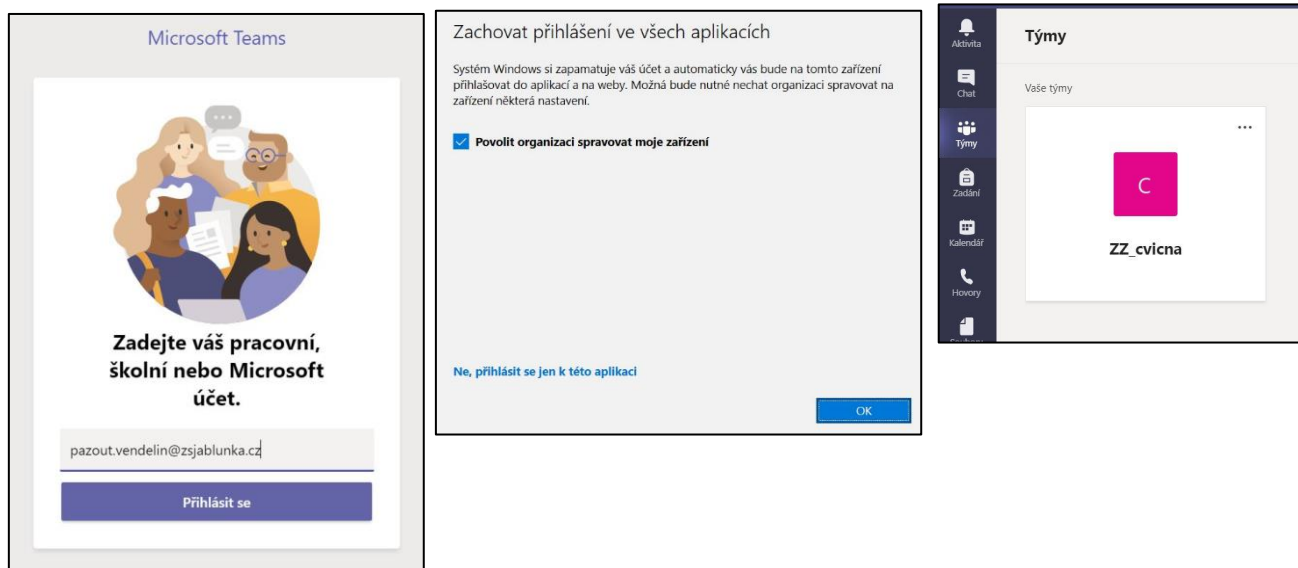 Microsoft Teams
Zadejte váš pracovní,
školní nebo Microsoft
účet.
pazout.vendelin@zsjablunka.cz
Přihlásit se
Zachovat přihlášení ve všech aplikacích
Systém Windows si zapamatuje váš účet a automaticky vás bude na tomto zařízení
přihlašovat do aplikací a na weby. Možná bude nutné nechat organizaci spravovat na
zařízení některá nastavení.
Povolit organizaci spravovat moje zařízení
Ne, přihlásit se jen k této aplikaci
OK
Aktivita
Chat
Týmy
Zadání
Kalendář
Hovory
Týmy
Vaše týmy
...
C
ZZ_cvicna